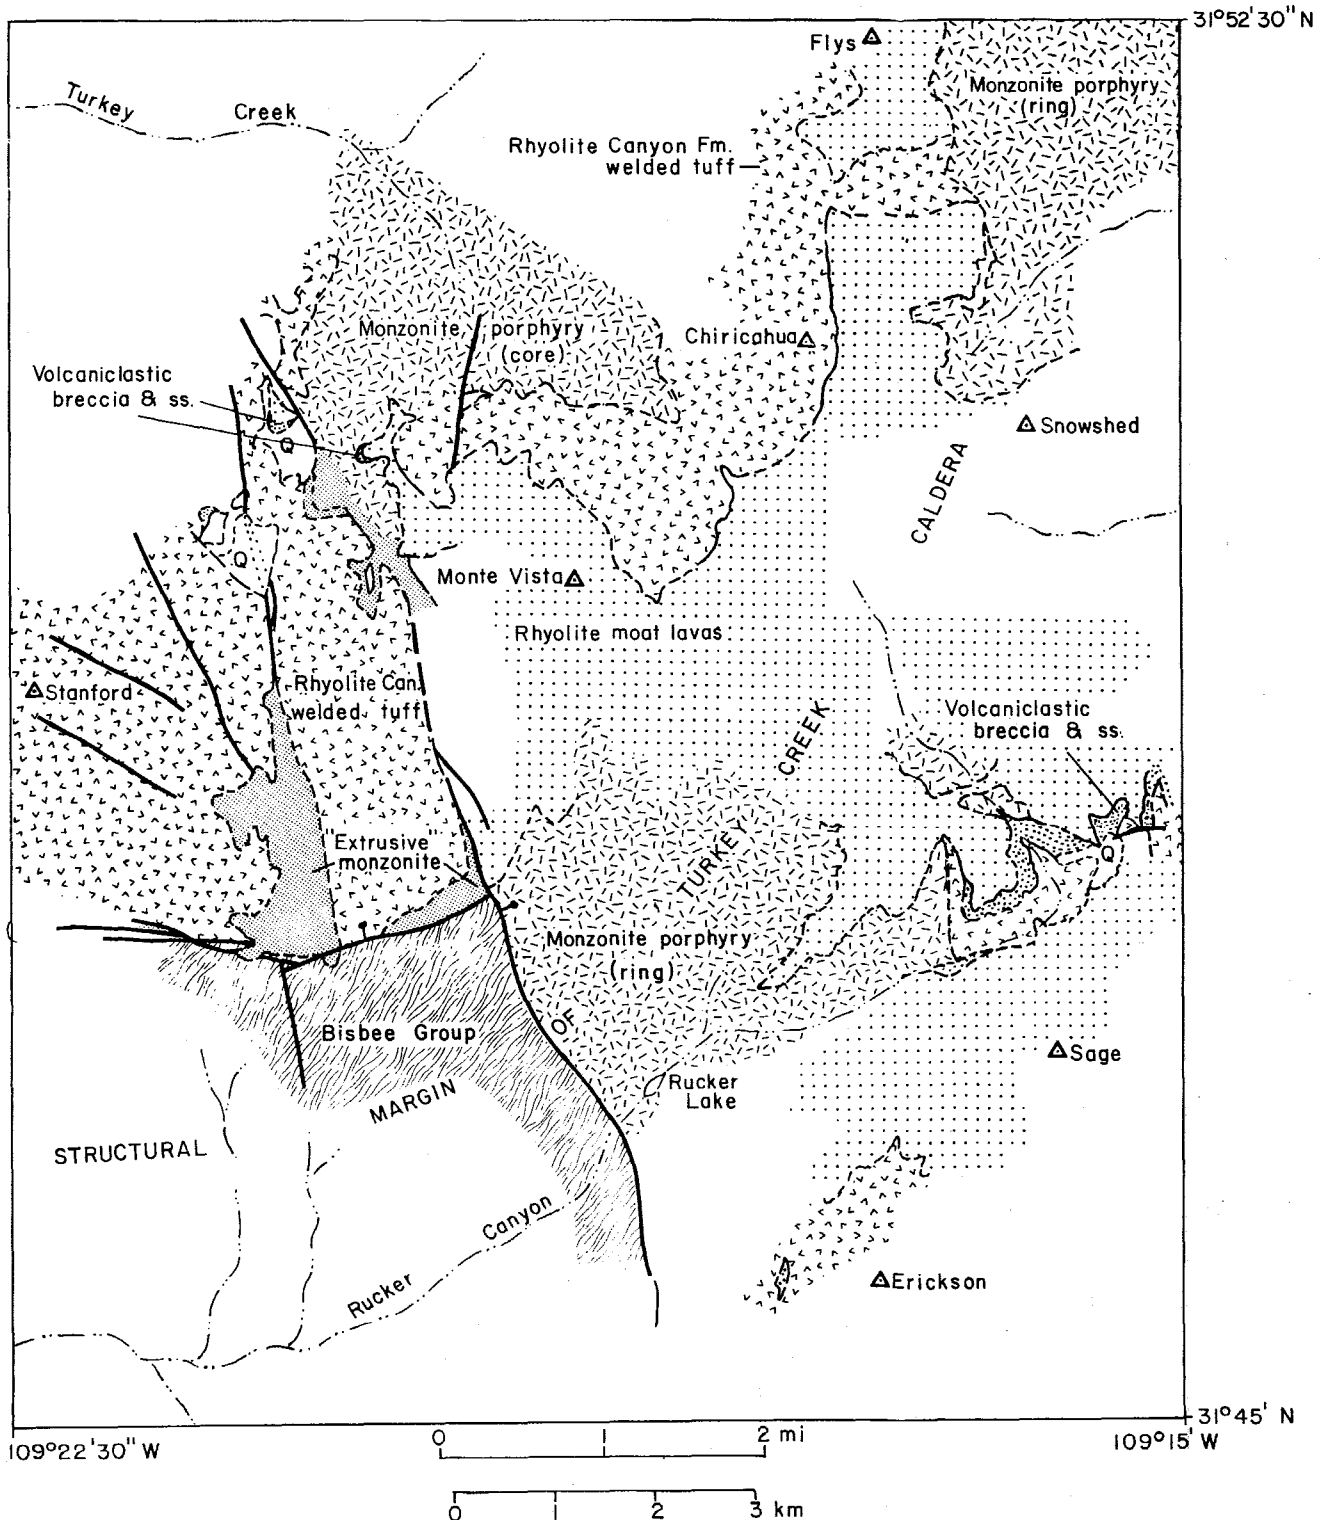 31°52'30"N
Flys
Monzonite porphyry
(ring)
Turkey Creek
Rhyolite Canyon Fm.
welded tuff
Monzonite porphyry
(core)
Chiricahua
Volcaniclastic
breccia & ss.
Q
Snowshed
CALDERA
Q
Monte Vista
Rhyolite moat lavas
Stanford
Rhyolite Can.
welded tuff
Volcaniclastic
breccia & ss.
CREEK
"Extrusive"
monzonite
TURKEY
Q
Monzonite porphyry
(ring)
OF
Bisbee Group
Sage
Rucker
Lake
MARGIN
STRUCTURAL
Rucker Canyon
Erickson
31°45' N
109°22'30"W
109°15'W
0 1 2 mi
0 1 2 3 km